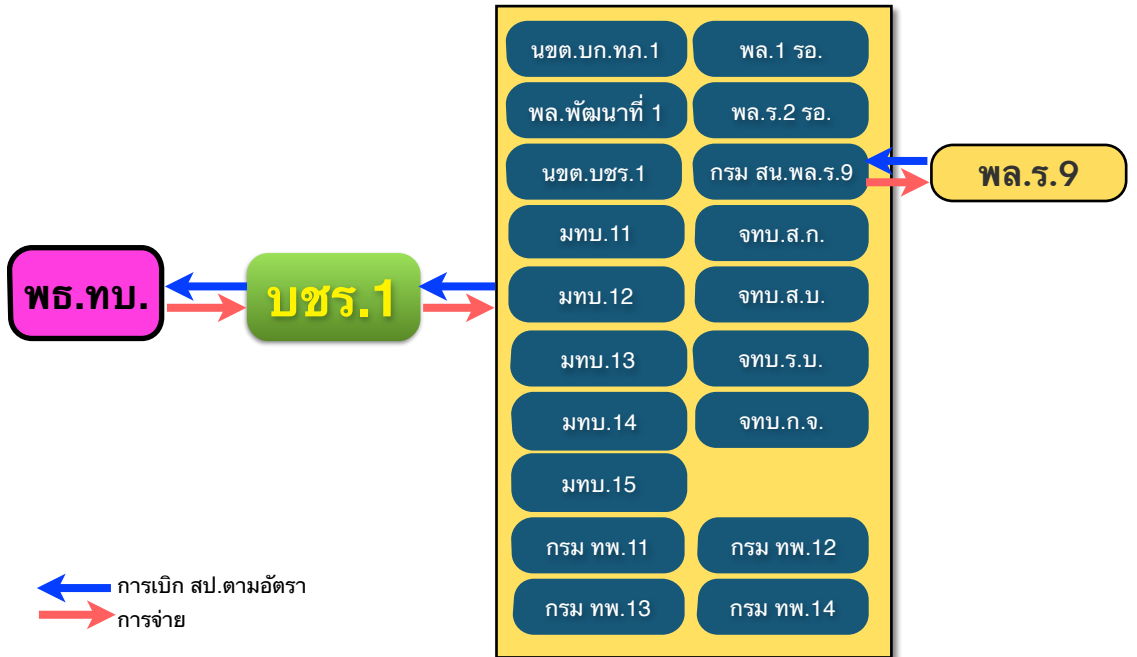 นขต.บก.ทภ.1
พล.1 รอ.
พล.พัฒนาที่ 1
พล.ร.2 รอ.
นขต.บชร.1
กรม สน.พล.ร.9
พล.ร.9
มทบ.11
จทบ.ส.ก.
พธ.ทบ.
บชร.1
มทบ.12
จทบ.ส.บ.
มทบ.13
จทบ.ร.บ.
มทบ.14
จทบ.ก.จ.
มทบ.15
กรม ทพ.11
กรม ทพ.12
กรม ทพ.13
กรม ทพ.14
การเบิก สป.ตามอัตรา
การจ่าย